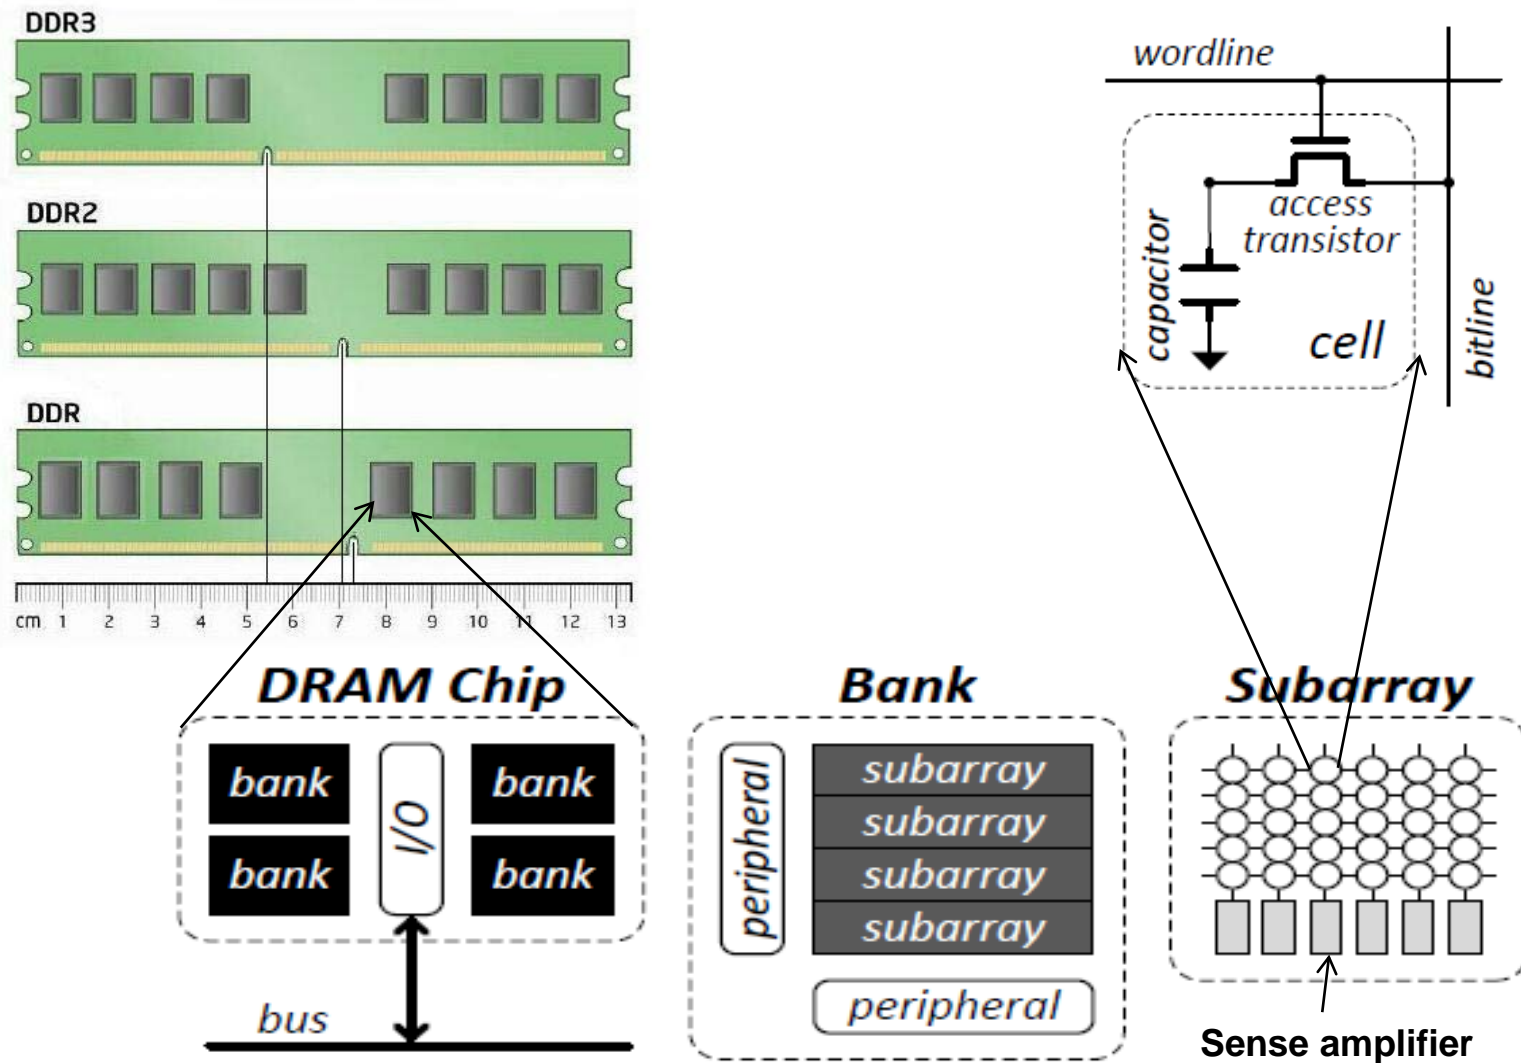 DDR3
DDR2
DDR
cm 1 2 3 4 5 6 7 8 9 10 11 12 13
wordline
access
transistor
capacitor
cell
bitline
DRAM Chip
bank
bank
I/O
bank
bank
bus
Bank
peripheral
subarray
subarray
subarray
subarray
peripheral
Subarray
Sense amplifier